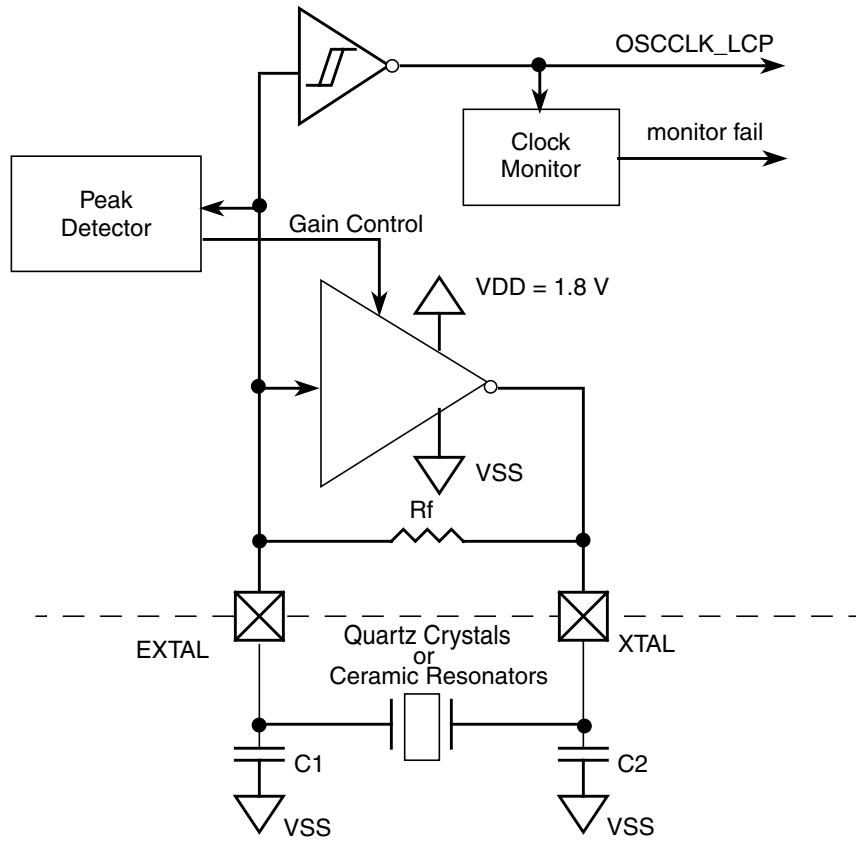 OSCCLK_LCP
Clock
Monitor
monitor fail
Peak
Detector
Gain Control
VDD = 1.8 V
VSS
Rf
EXTAL
Quartz Crystals
or
Ceramic Resonators
XTAL
C1
C2
VSS
VSS